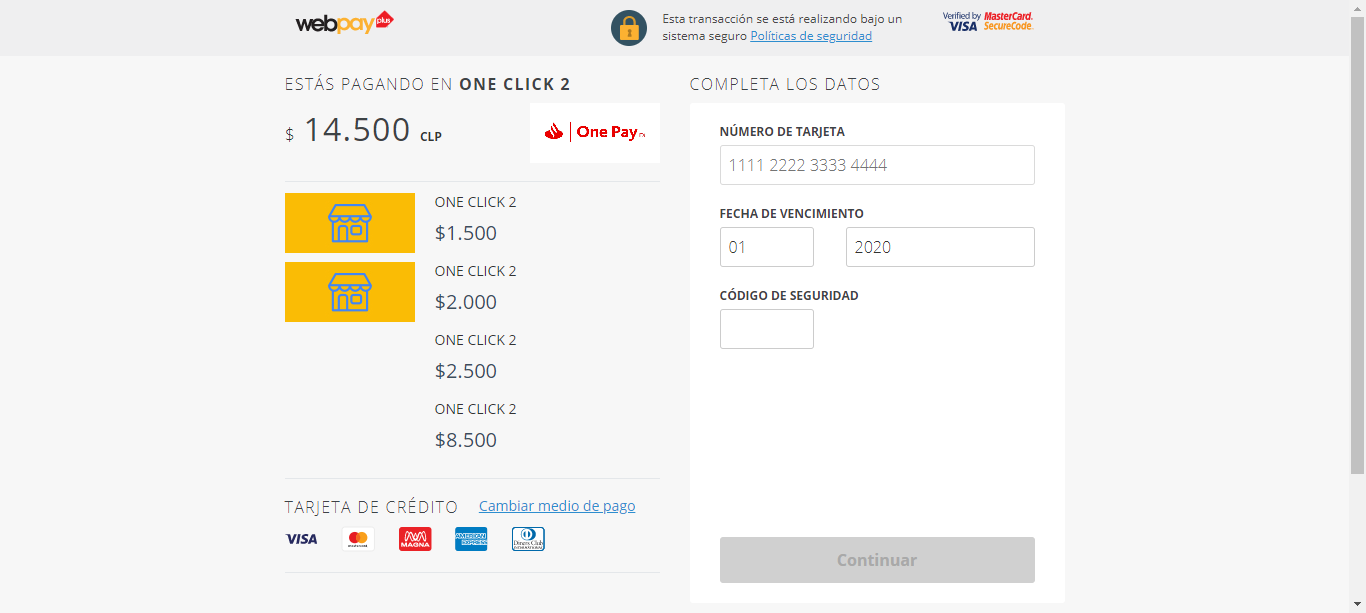 webpay plus
Esta transacción se está realizando bajo un
sistema seguro Políticas de seguridad
Verified by
VISA
MasterCard.
SecureCode.
ESTÁS PAGANDO EN ONE CLICK 2
$ 14.500 CLP
One Pay
ONE CLICK 2
$1.500
ONE CLICK 2
$2.000
ONE CLICK 2
$2.500
ONE CLICK 2
$8.500
TARJETA DE CRÉDITO Cambiar medio de pago
VISA
MAGNA
AMERICAN
EXPRESS
Diners Club
INTERNATIONAL
COMPLETA LOS DATOS
NÚMERO DE TARJETA
1111 2222 3333 4444
FECHA DE VENCIMIENTO
01 2020
CÓDIGO DE SEGURIDAD
Continuar